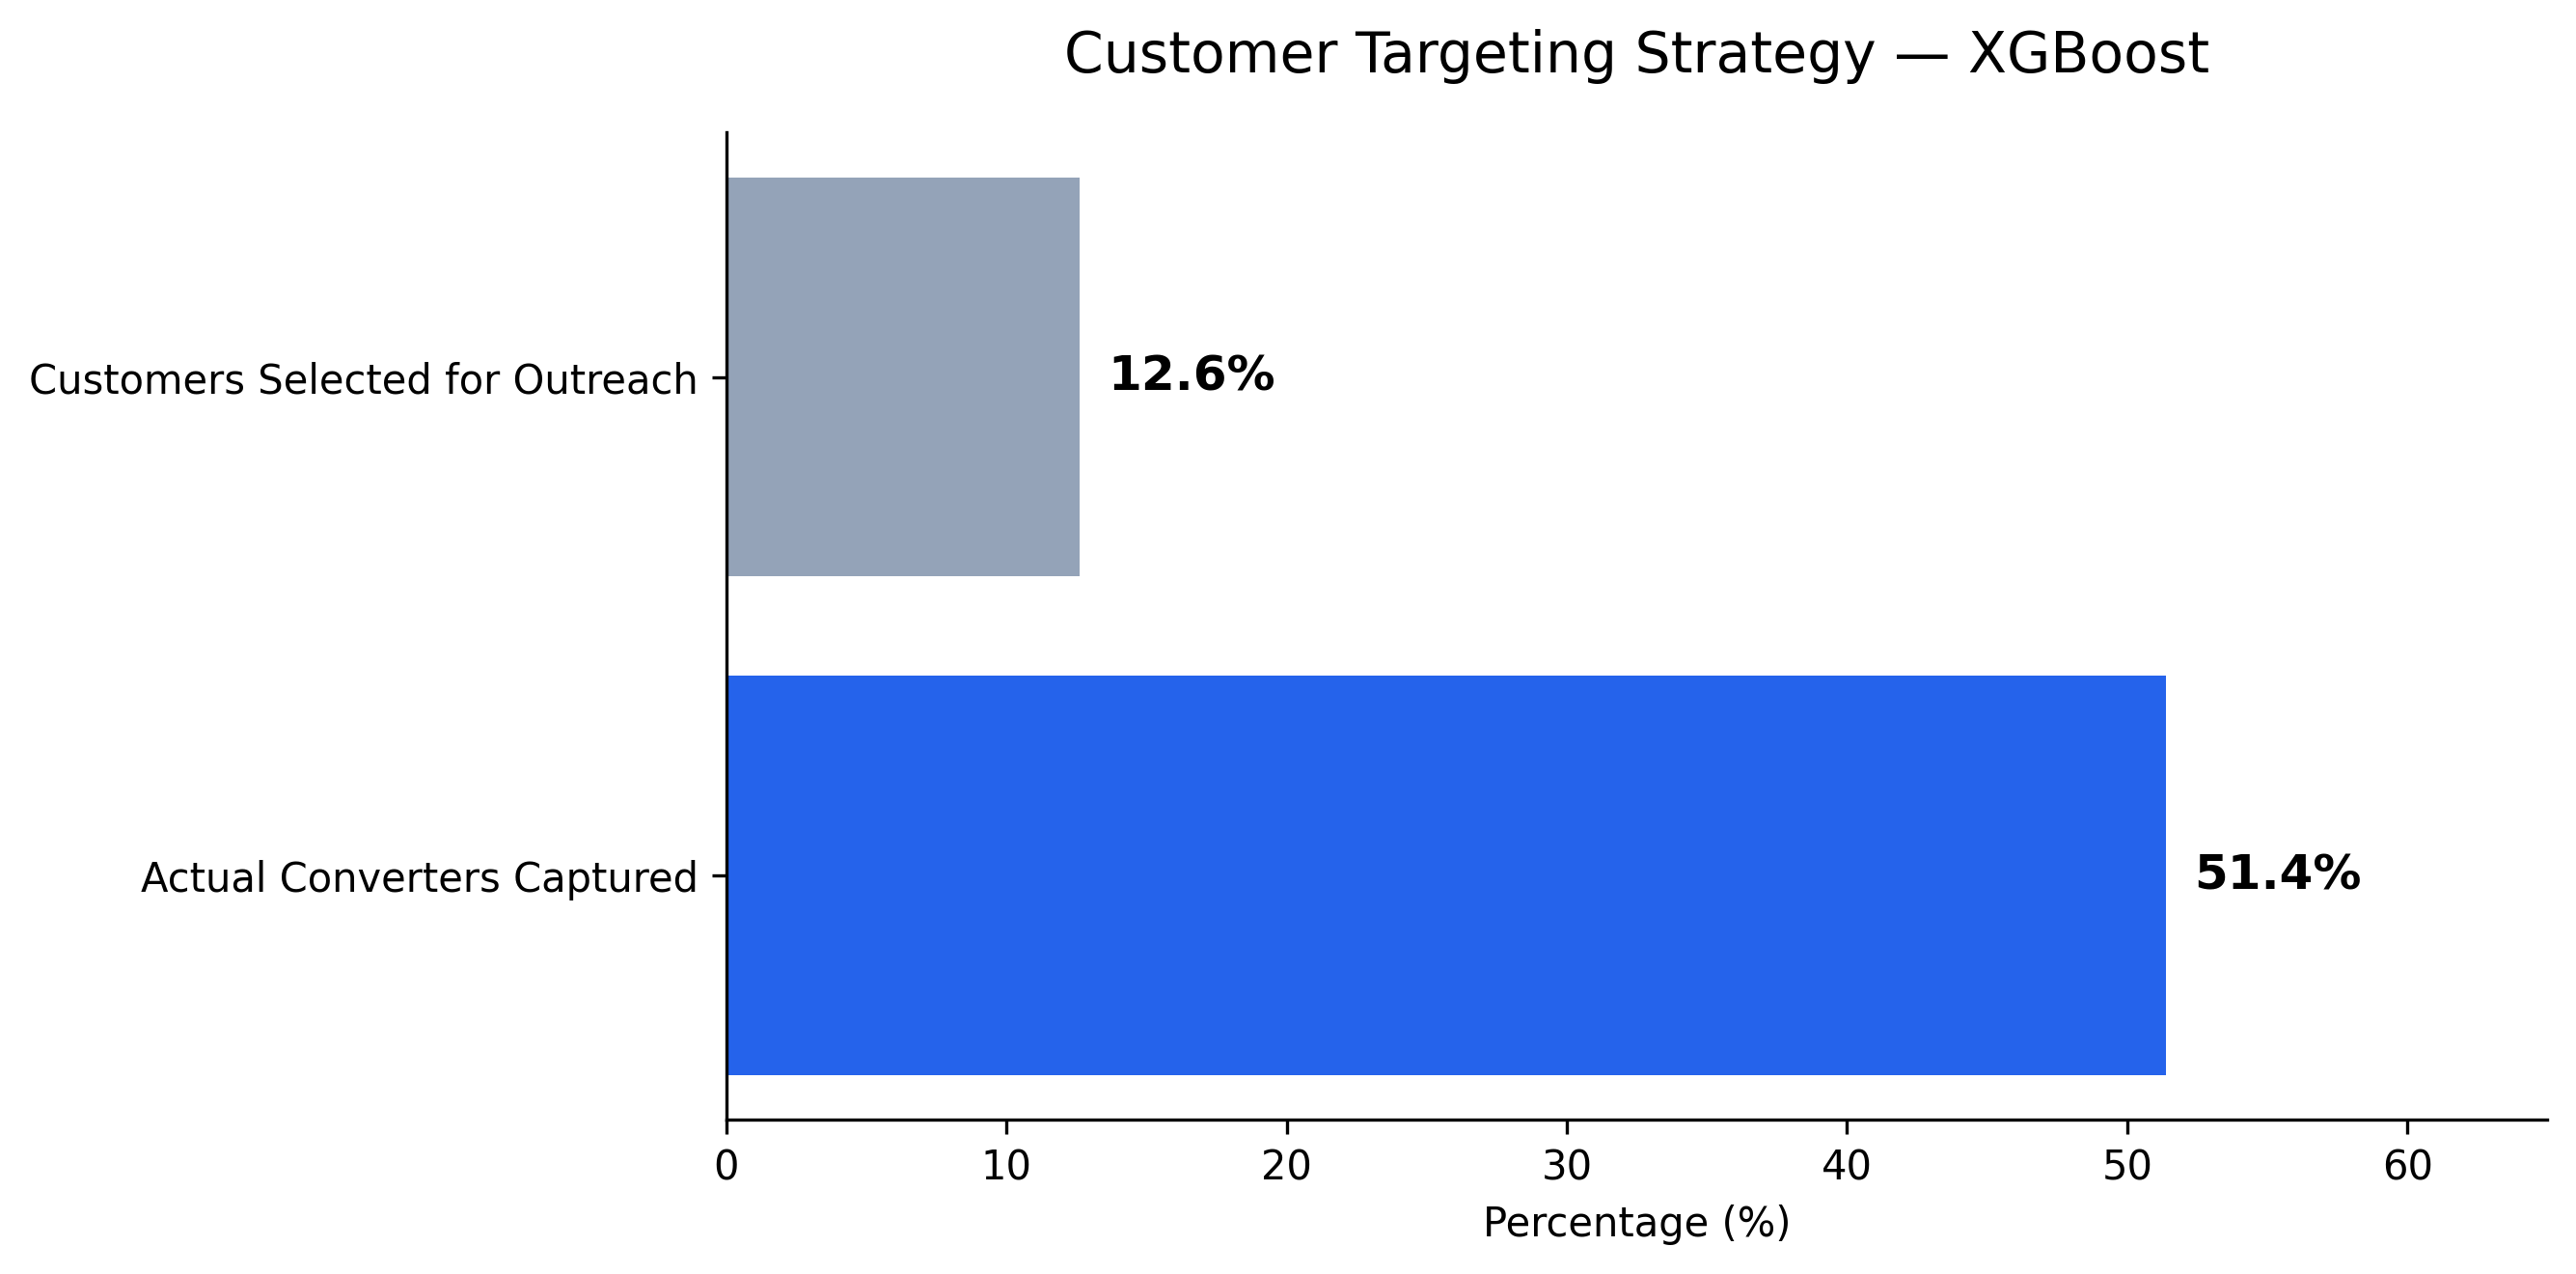 Customer Targeting Strategy — XGBoost
Customers Selected for Outreach
12.6%
Actual Converters Captured
51.4%
0 10 20 30 40 50 60
Percentage (%)